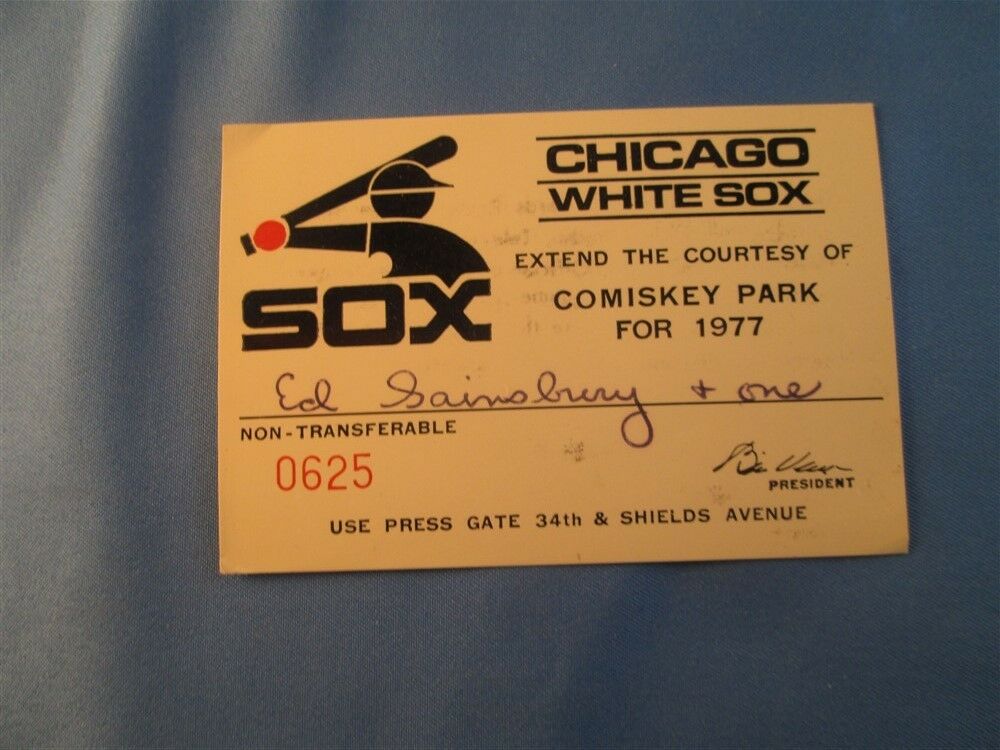 SOX
CHICAGO
WHITE SOX
EXTEND THE COURTESY OF
COMISKEY PARK
FOR 1977
Ed Sainsbury + one
NON-TRANSFERABLE
0625
PRESIDENT
USE PRESS GATE 34th & SHIELDS AVENUE